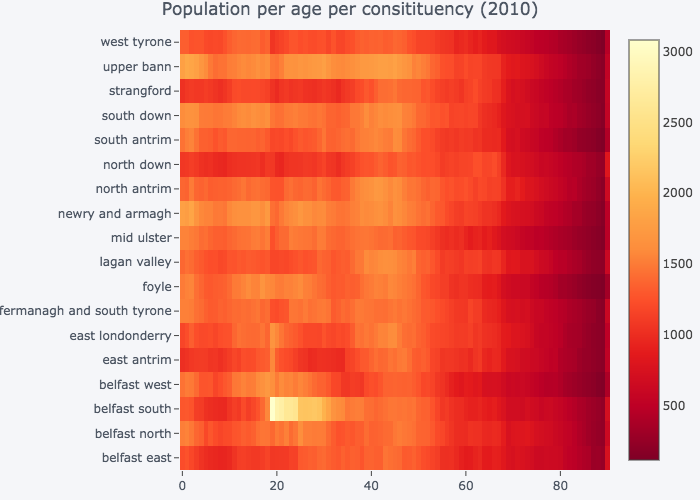 Population per age per consitituency (2010)
west tyrone
upper bann
strangford
south down
south antrim
north down
north antrim
newry and armagh
mid ulster
lagan valley
foyle
fermanagh and south tyrone
east londonderry
east antrim
belfast west
belfast south
belfast north
belfast east
0 20 40 60 80
3000
2500
2000
1500
1000
500